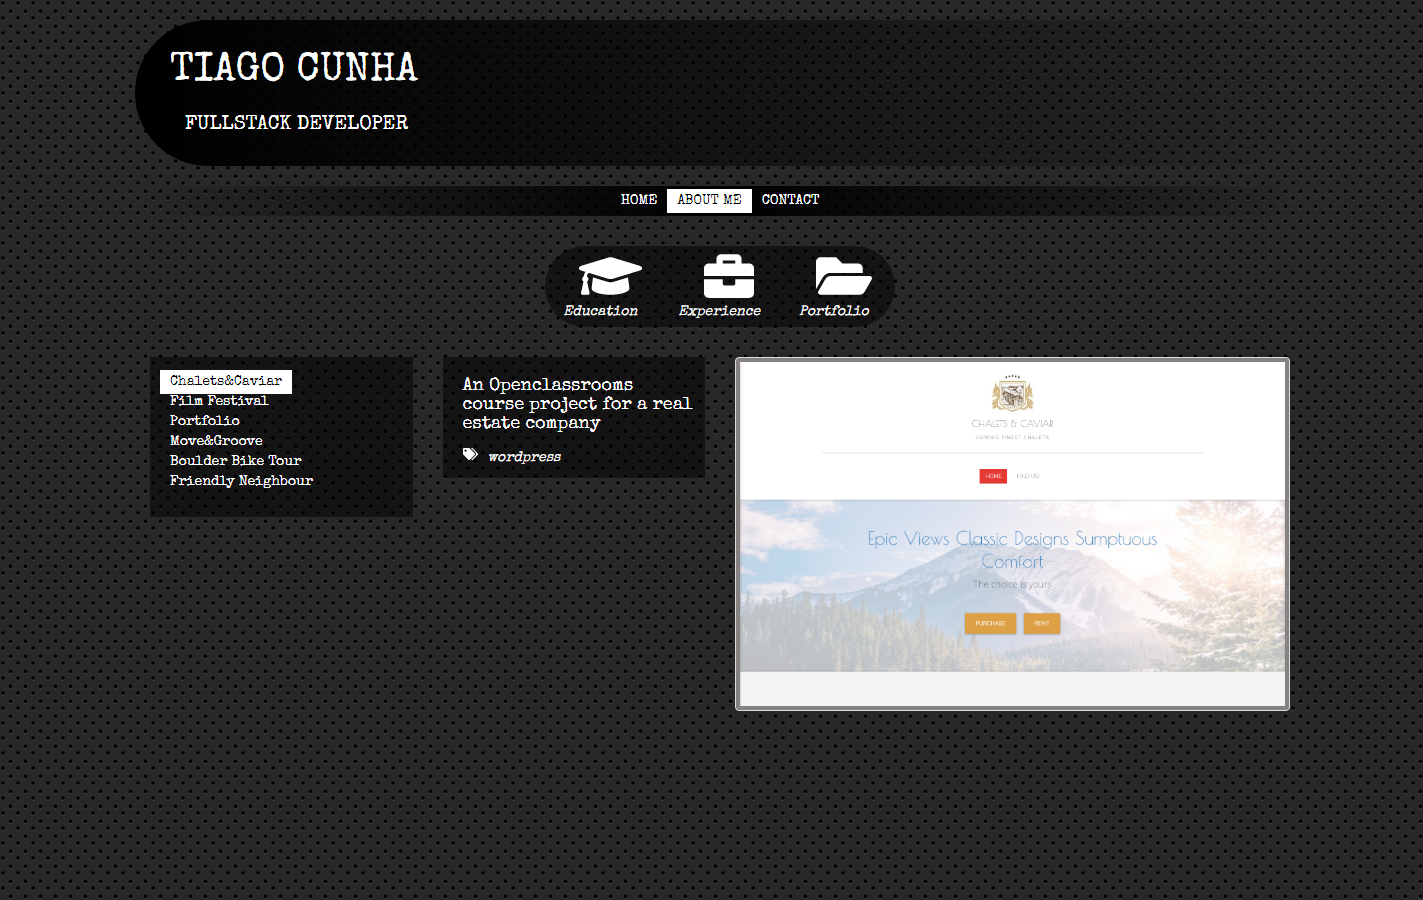 TIAGO CUNHA
FULLSTACK DEVELOPER
HOME ABOUT ME CONTACT
Education Experience Portfolio
Chalets&Caviar
Film Festival
Portfolio
Move&Groove
Boulder Bike Tour
Friendly Neighbour
An Openclassrooms
course project for a real
estate company
wordpress
CHALETS & CAVIAR
ASPEN'S FINEST CHALETS
HOME FIND US!
Epic Views Classic Designs Sumptuous
Comfort
The choice is yours
PURCHASE RENT